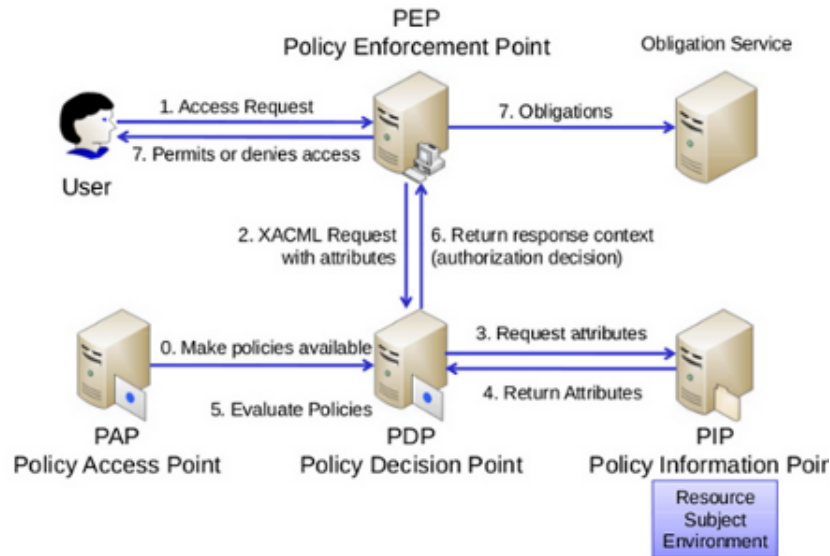 PEP
Policy Enforcement Point
Obligation Service
1. Access Request
7. Obligations
7. Permits or denies access
User
2. XACML Request
with attributes
6. Return response context
(authorization decision)
3. Request attributes
0. Make policies available
4. Return Attributes
5. Evaluate Policies
PAP
Policy Access Point
PDP
Policy Decision Point
PIP
Policy Information Poin
Resource
Subject
Environment